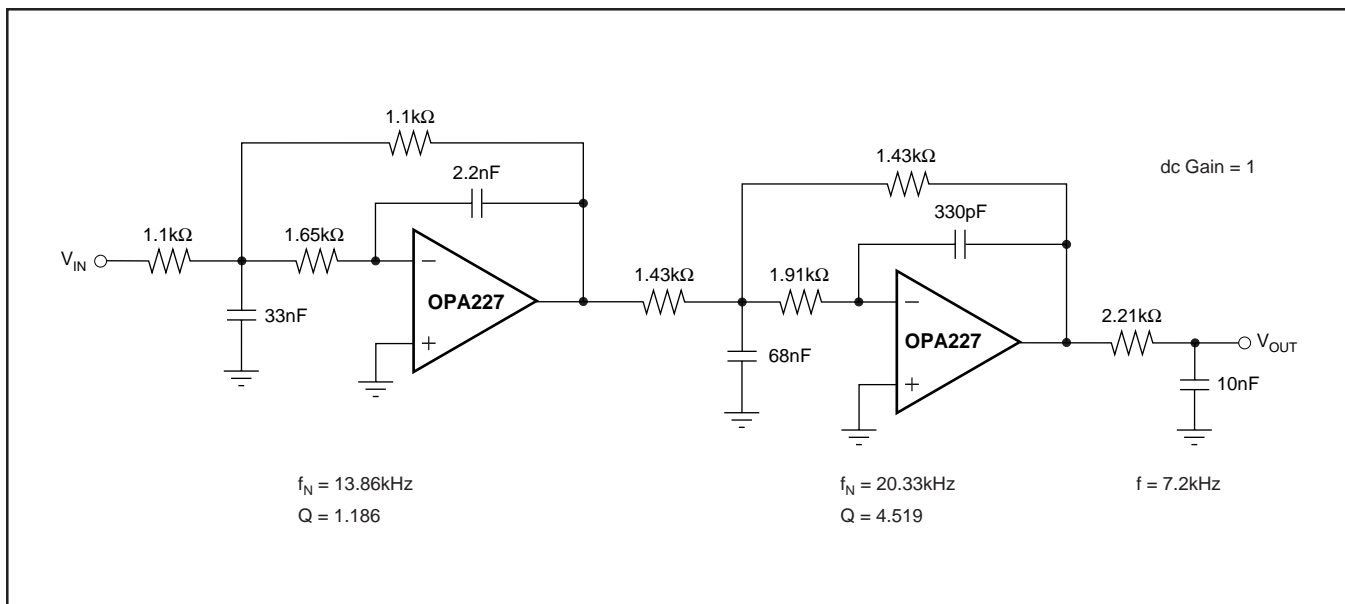 1.1kΩ
2.2nF
1.1kΩ
1.65kΩ
V_IN
−
OPA227
+
33nF
dc Gain = 1
1.43kΩ
330pF
1.43kΩ
1.91kΩ
−
OPA227
+
68nF
2.21kΩ
V_OUT
10nF
f_N = 13.86kHz
Q = 1.186
f_N = 20.33kHz
Q = 4.519
f = 7.2kHz